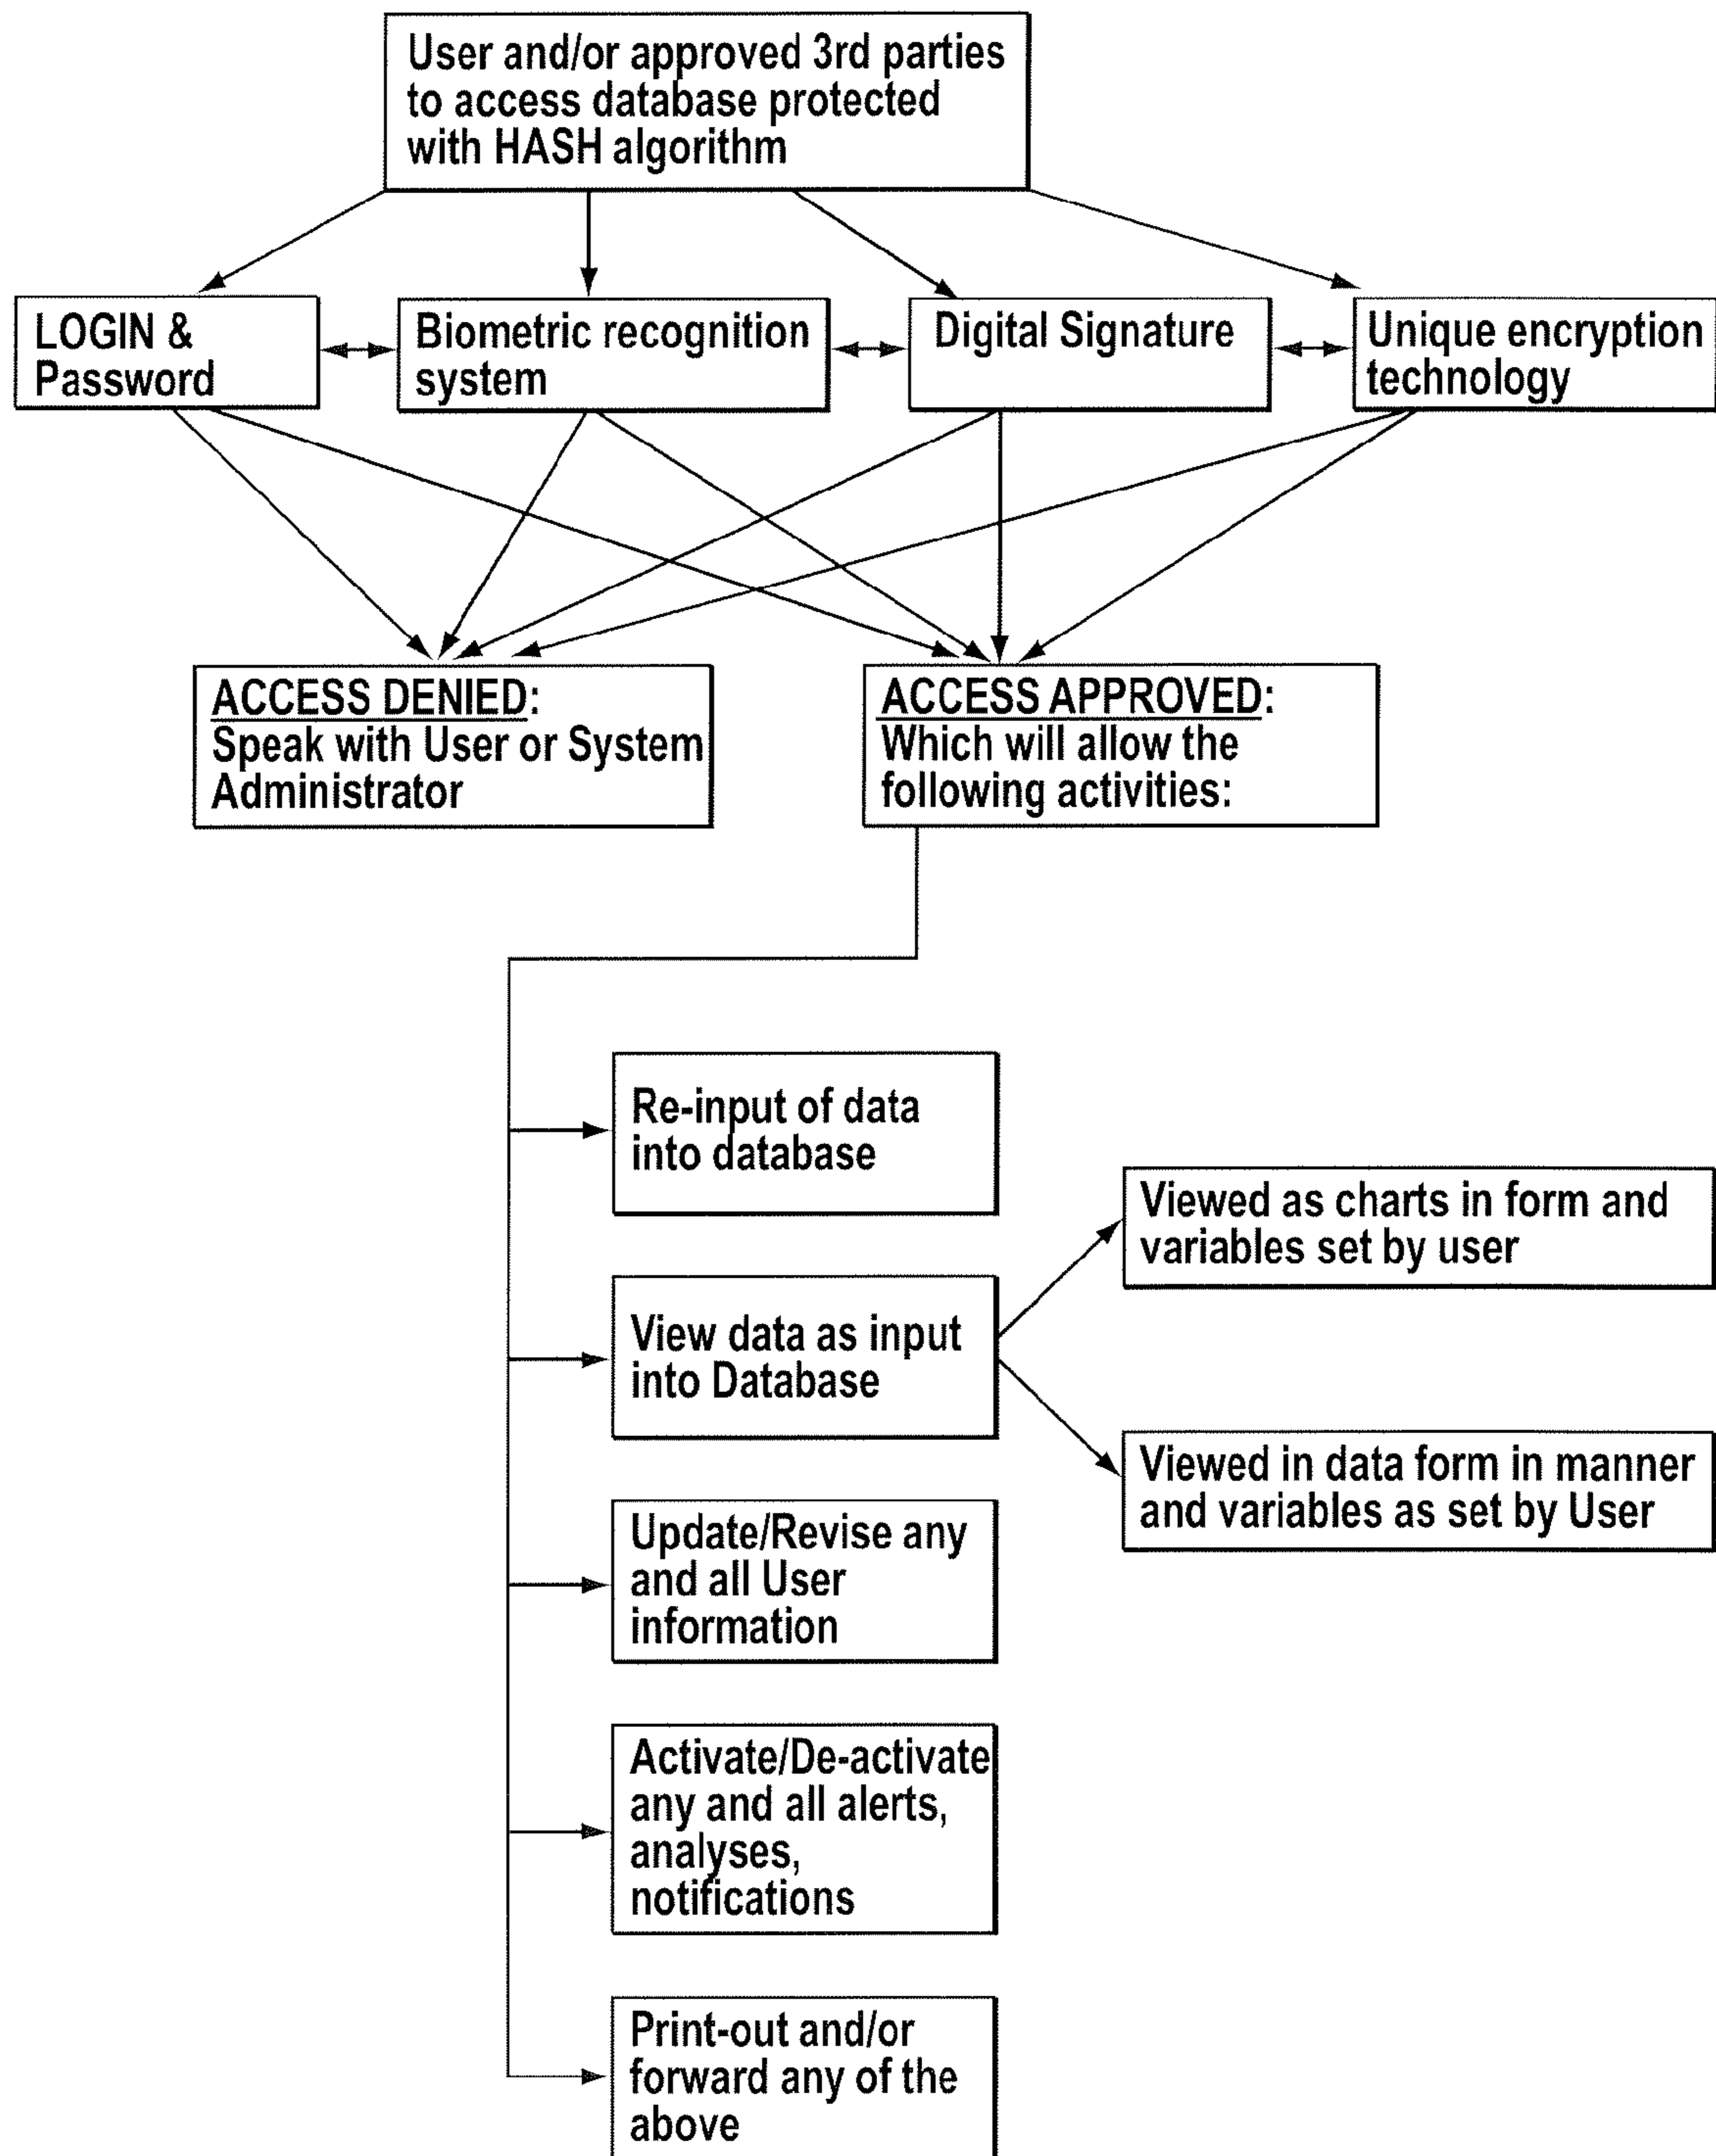 User and/or approved 3rd parties
to access database protected
with HASH algorithm
LOGIN &
Password
Biometric recognition
system
Digital Signature
Unique encryption
technology
ACCESS DENIED:
Speak with User or System
Administrator
ACCESS APPROVED:
Which will allow the
following activities:
Re-input of data
into database
Viewed as charts in form and
variables set by user
View data as input
into Database
Viewed in data form in manner
and variables as set by User
Update/Revise any
and all User
information
Activate/De-activate
any and all alerts,
analyses,
notifications
Print-out and/or
forward any of the
above